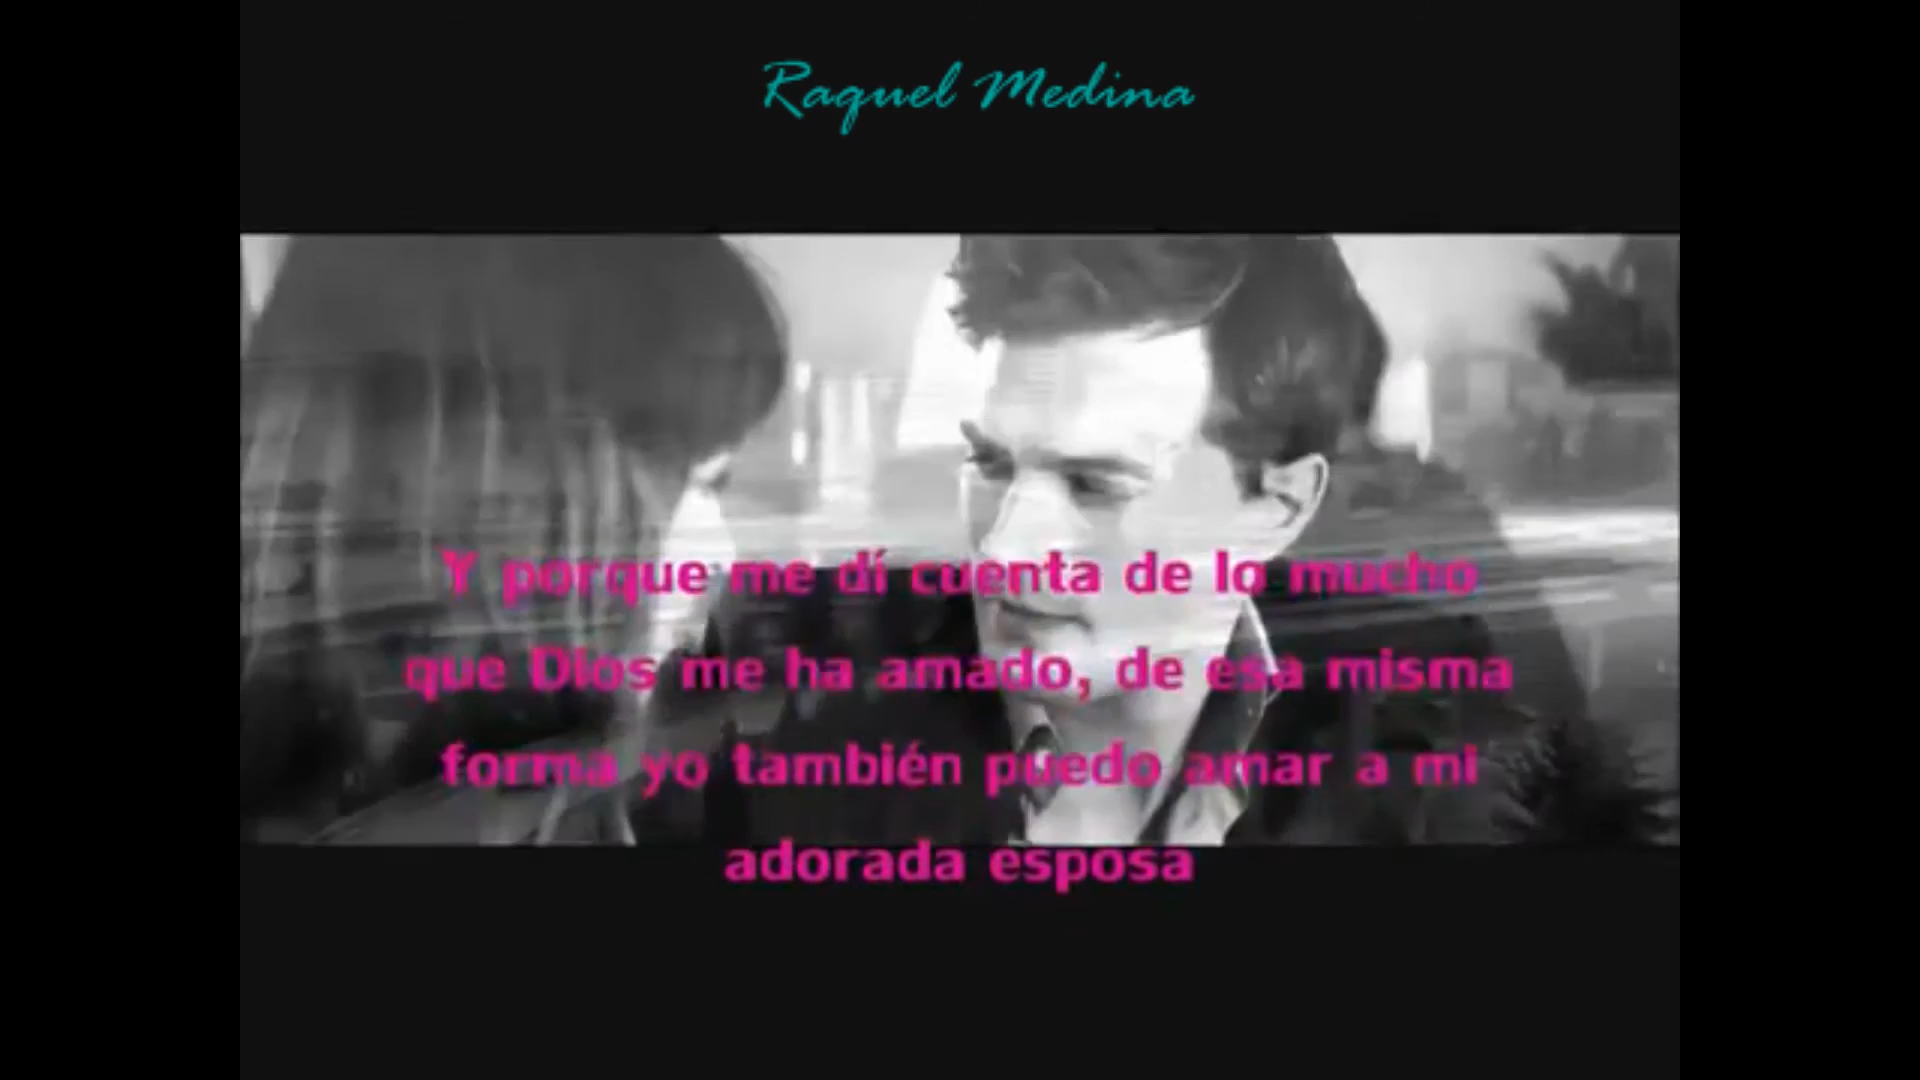 Raquel Medina
Y porque me dí cuenta de lo mucho
que Dios me ha amado, de esa misma
forma yo también puedo amar a mi
adorada esposa